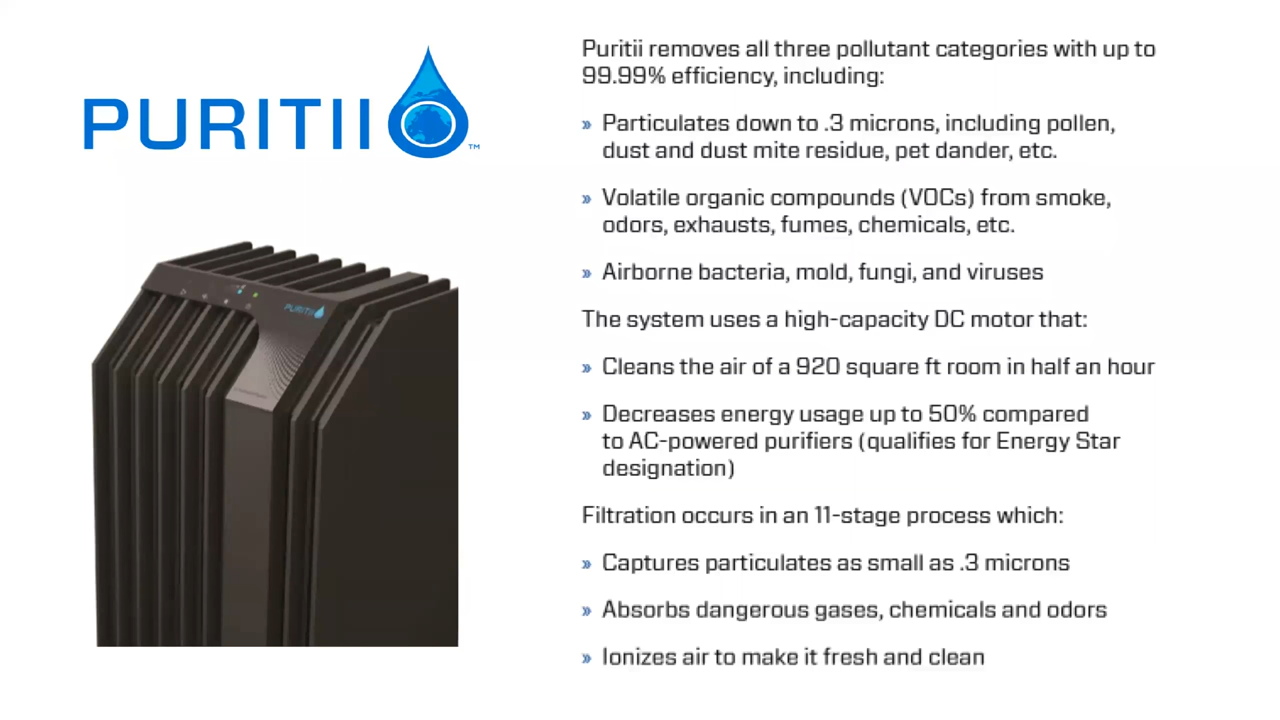 PURITII
™
PURITII
Puritii removes all three pollutant categories with up to
99.99% efficiency, including:
» Particulates down to .3 microns, including pollen,
dust and dust mite residue, pet dander, etc.
» Volatile organic compounds (VOCs) from smoke,
odors, exhausts, fumes, chemicals, etc.
» Airborne bacteria, mold, fungi, and viruses
The system uses a high-capacity DC motor that:
» Cleans the air of a 920 square ft room in half an hour
» Decreases energy usage up to 50% compared
to AC-powered purifiers (qualifies for Energy Star
designation)
Filtration occurs in an 11-stage process which:
» Captures particulates as small as .3 microns
» Absorbs dangerous gases, chemicals and odors
» Ionizes air to make it fresh and clean